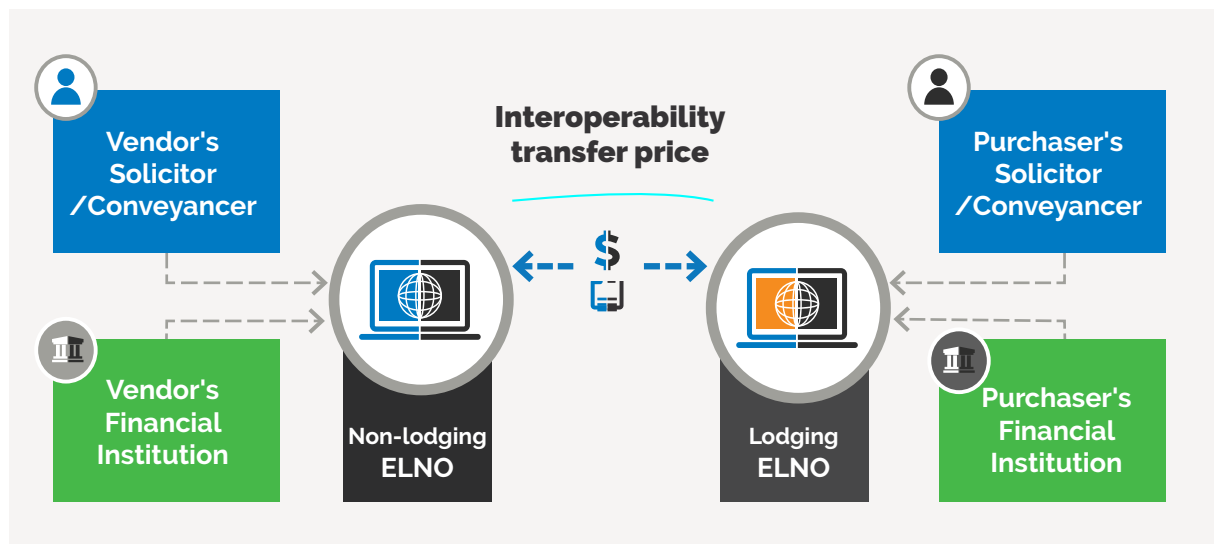 Vendor's
Solicitor
/Conveyancer
Interoperability
transfer price
Purchaser's
Solicitor
/Conveyancer
$
Vendor's
Financial
Institution
Non-lodging
ELNO
Lodging
ELNO
Purchaser's
Financial
Institution